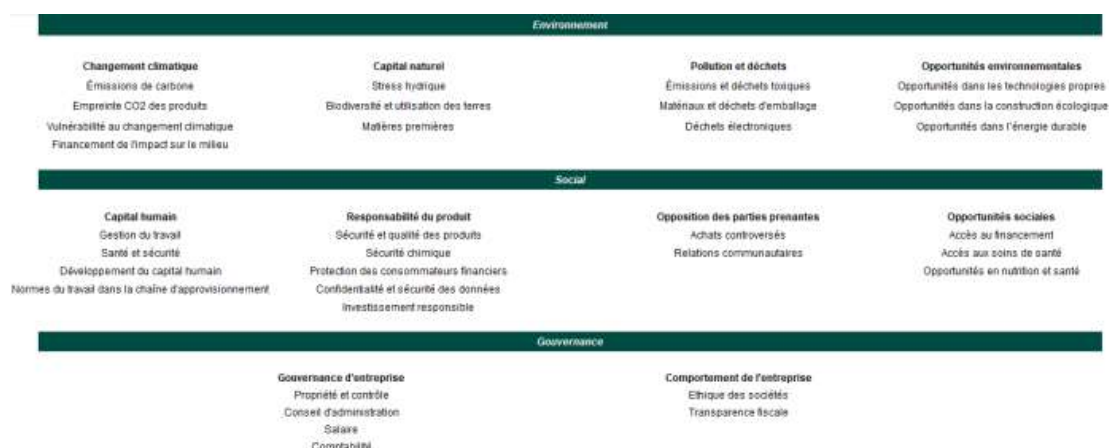 Environnement
Changement climatique
Émissions de carbone
Empreinte CO2 des produits
Vulnérabilité au changement climatique
Financement de l'impact sur le milieu
Capital naturel
Stress hydrique
Biodiversité et utilisation des terres
Matières premières
Pollution et déchets
Émissions et déchets toxiques
Matériaux et déchets d'emballage
Déchets électroniques
Opportunités environnementales
Opportunités dans les technologies propres
Opportunités dans la construction écologique
Opportunités dans l'énergie durable
Social
Capital humain
Gestion du travail
Santé et sécurité
Développement du capital humain
Normes du travail dans la chaîne d'approvisionnement
Responsabilité du produit
Sécurité et qualité des produits
Sécurité chimique
Protection des consommateurs financiers
Confidentialité et sécurité des données
Investissement responsable
Opposition des parties prenantes
Achats controversés
Relations communautaires
Opportunités sociales
Accès au financement
Accès aux soins de santé
Opportunités en nutrition et santé
Gouvernance
Gouvernance d'entreprise
Propriété et contrôle
Conseil d'administration
Salaire
Comptabilité
Comportement de l'entreprise
Ethique des sociétés
Transparence fiscale